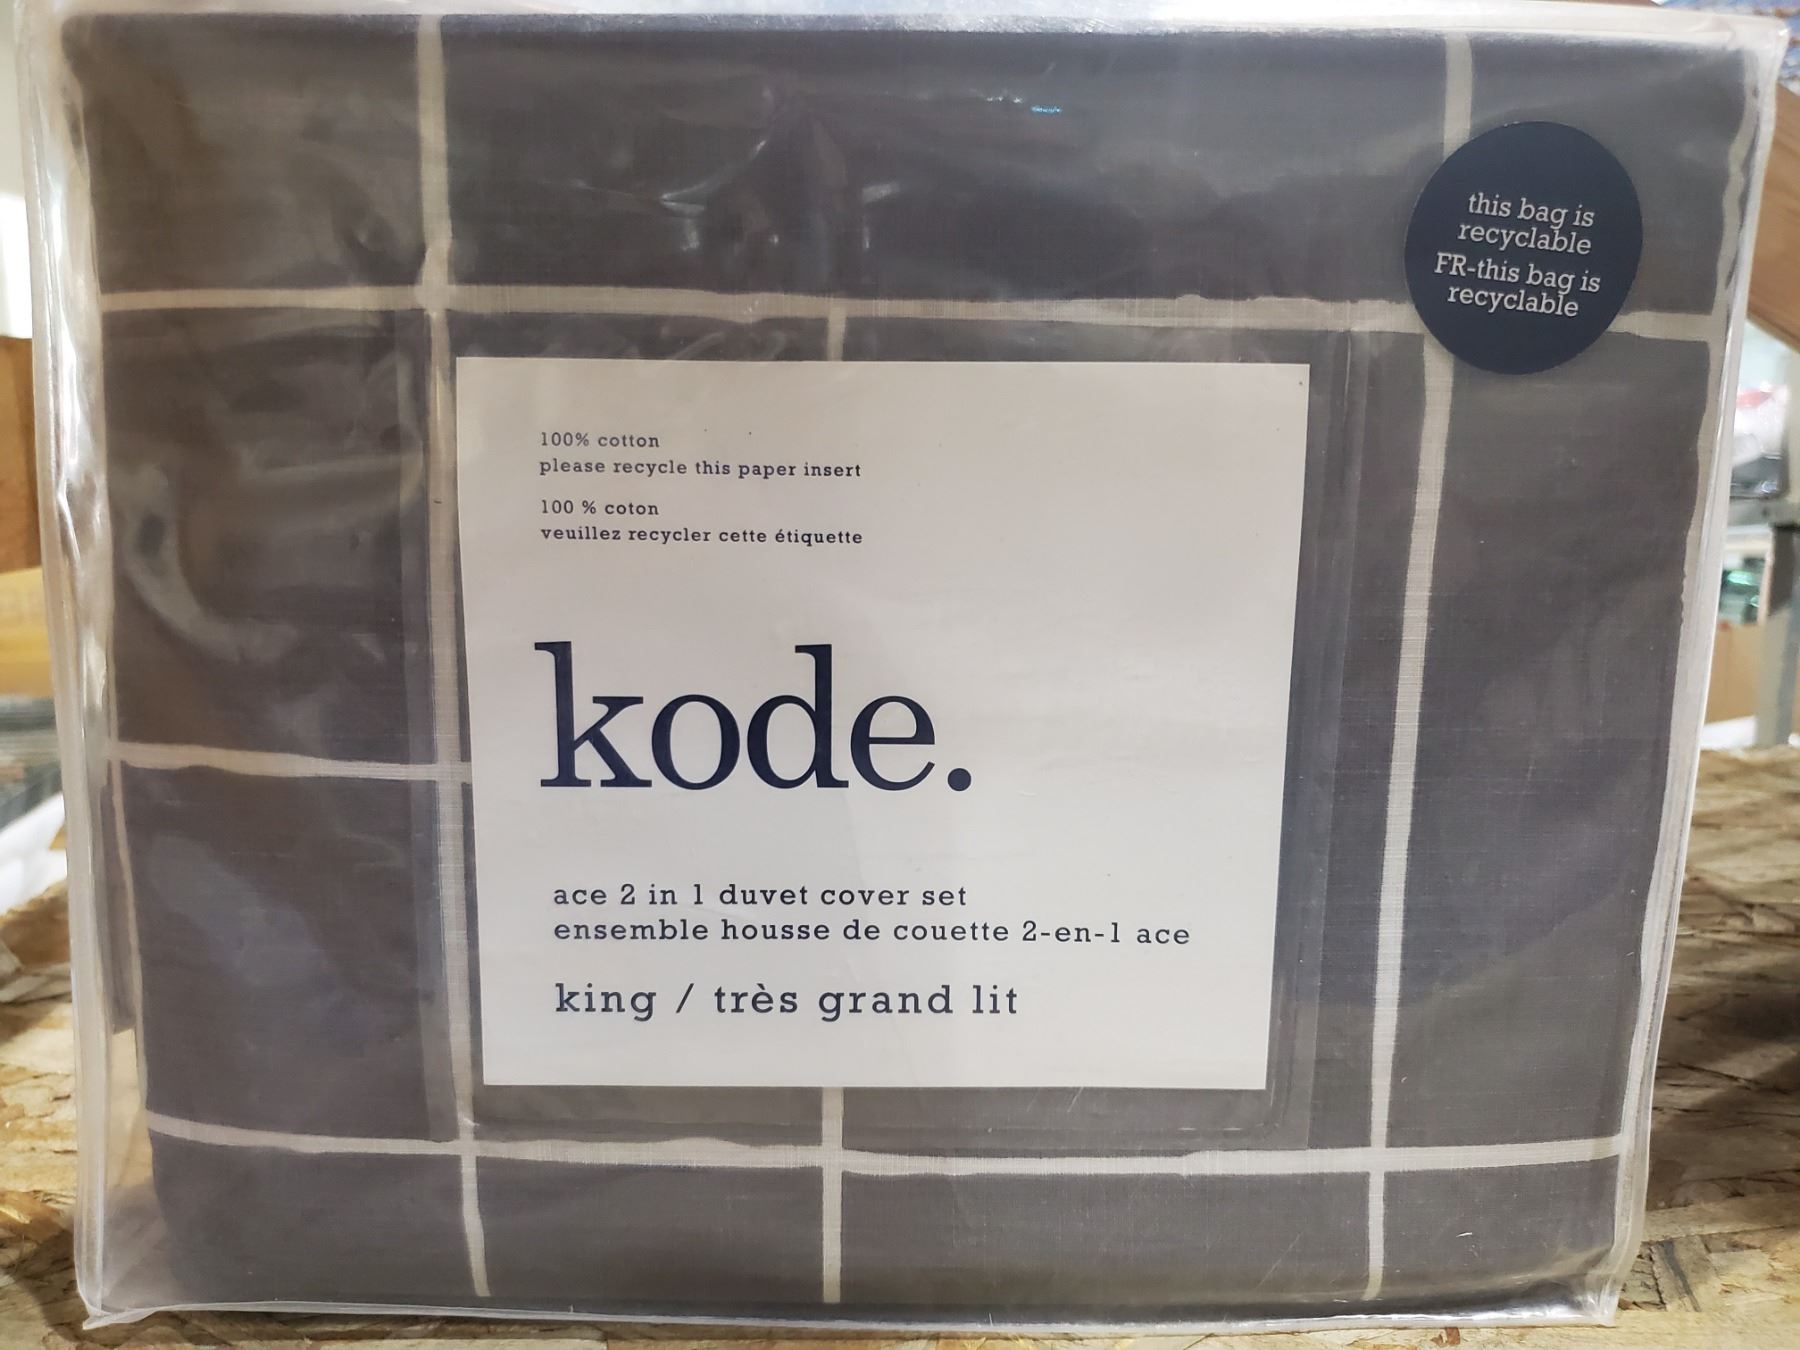 this bag is
recyclable
FR-this bag is
recyclable
100% cotton
please recycle this paper insert
100 % coton
veuillez recycler cette étiquette
kode.
ace 2 in 1 duvet cover set
ensemble housse de couette 2-en-1 ace
king / très grand lit